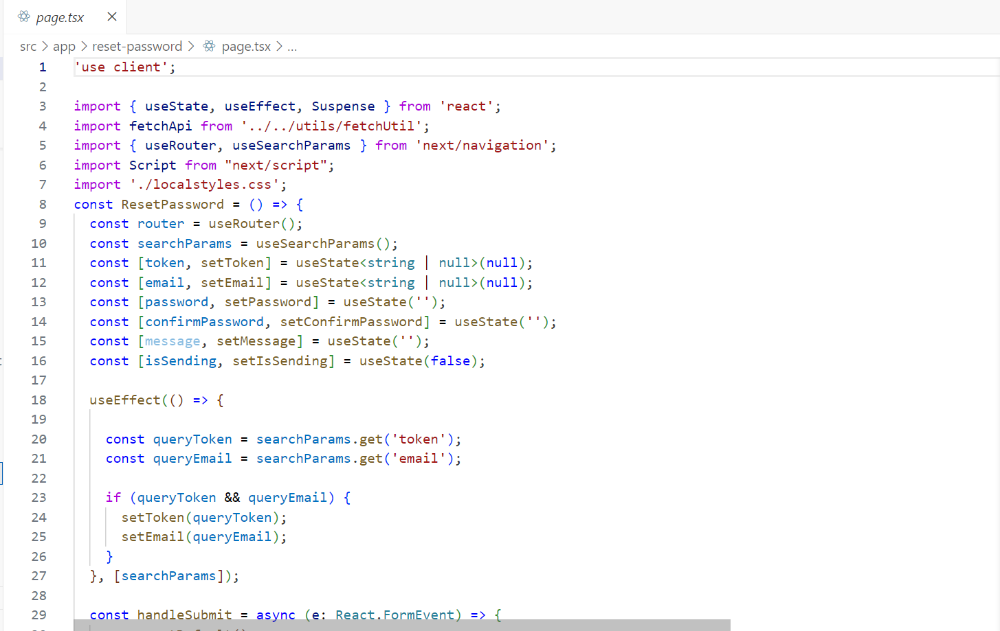 page.tsx
src > app > reset-password > page.tsx > ...
1 'use client';
2
3 import { useState, useEffect, Suspense } from 'react';
4 import fetchApi from '../../utils/fetchUtil';
5 import { useRouter, useSearchParams } from 'next/navigation';
6 import Script from "next/script";
7 import './localstyles.css';
8 const ResetPassword = () => {
9   const router = useRouter();
10   const searchParams = useSearchParams();
11   const [token, setToken] = useState<string | null>(null);
12   const [email, setEmail] = useState<string | null>(null);
13   const [password, setPassword] = useState('');
14   const [confirmPassword, setConfirmPassword] = useState('');
15   const [message, setMessage] = useState('');
16   const [isSending, setIsSending] = useState(false);
17
18   useEffect(() => {
19
20     const queryToken = searchParams.get('token');
21     const queryEmail = searchParams.get('email');
22
23     if (queryToken && queryEmail) {
24       setToken(queryToken);
25       setEmail(queryEmail);
26     }
27   }, [searchParams]);
28
29   const handleSubmit = async (e: React.FormEvent) => {